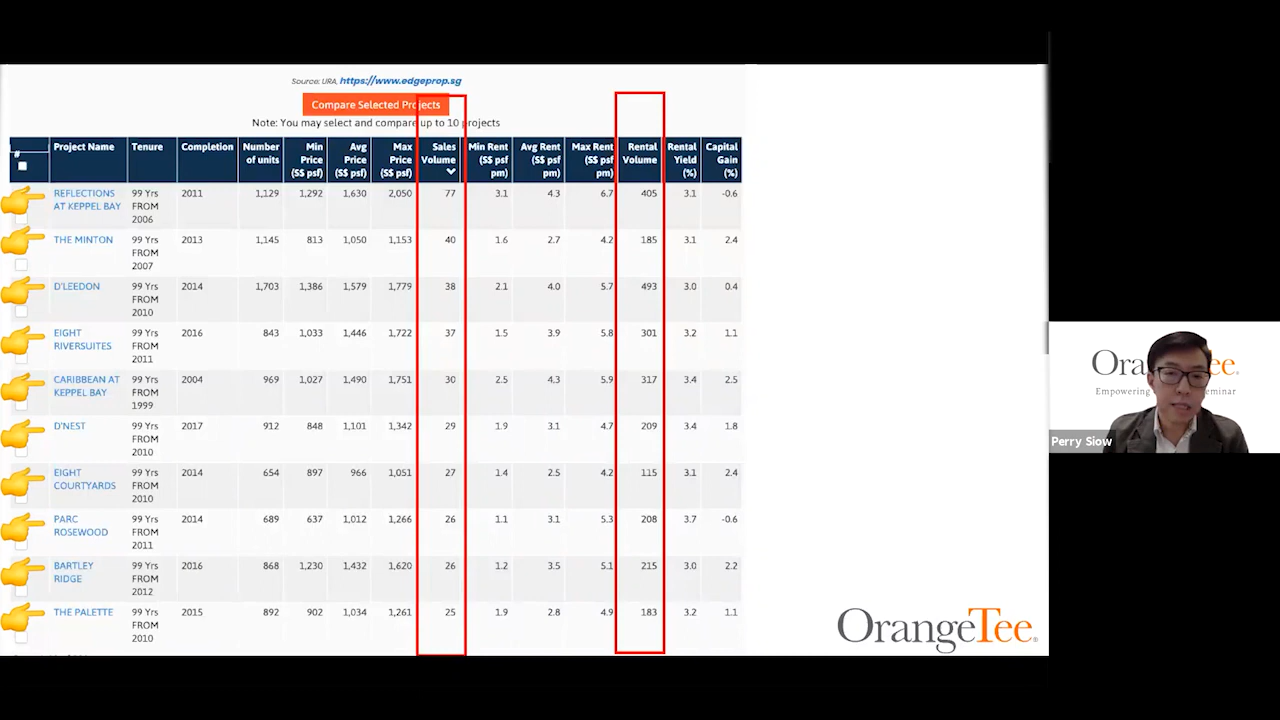 Source: URA, https://www.edgeprop.sg
Compare Selected Projects
Note: You may select and compare up to 10 projects
# Project Name Tenure Completion Number of units Min Price (S$ psf) Avg Price (S$ psf) Max Price (S$ psf) Sales Volume Min Rent (S$ psf pm) Avg Rent (S$ psf pm) Max Rent (S$ psf pm) Rental Volume Rental Yield (%) Capital Gain (%)
REFLECTIONS AT KEPPEL BAY 99 Yrs FROM 2006 2011 1,129 1,292 1,630 2,050 77 3.1 4.3 6.7 405 3.1 -0.6
THE MINTON 99 Yrs FROM 2007 2013 1,145 813 1,050 1,153 40 1.6 2.7 4.2 185 3.1 2.4
D'LEEDON 99 Yrs FROM 2010 2014 1,703 1,386 1,579 1,779 38 2.1 4.0 5.7 493 3.0 0.4
EIGHT RIVERSUITES 99 Yrs FROM 2011 2016 843 1,033 1,446 1,722 37 1.5 3.9 5.8 301 3.2 1.1
CARIBBEAN AT KEPPEL BAY 99 Yrs FROM 1999 2004 969 1,027 1,490 1,751 30 2.5 4.3 5.9 317 3.4 2.5
D'NEST 99 Yrs FROM 2010 2017 912 848 1,101 1,342 29 1.9 3.1 4.7 209 3.4 1.8
EIGHT COURTYARDS 99 Yrs FROM 2010 2014 654 897 966 1,051 27 1.4 2.5 4.2 115 3.1 2.4
PARC ROSEWOOD 99 Yrs FROM 2011 2014 689 637 1,012 1,266 26 1.1 3.1 5.3 208 3.7 -0.6
BARTLEY RIDGE 99 Yrs FROM 2012 2016 868 1,230 1,432 1,620 26 1.2 3.5 5.1 215 3.0 2.2
THE PALETTE 99 Yrs FROM 2010 2015 892 902 1,034 1,261 25 1.9 2.8 4.9 183 3.2 1.1
OrangeTee
Perry Siow